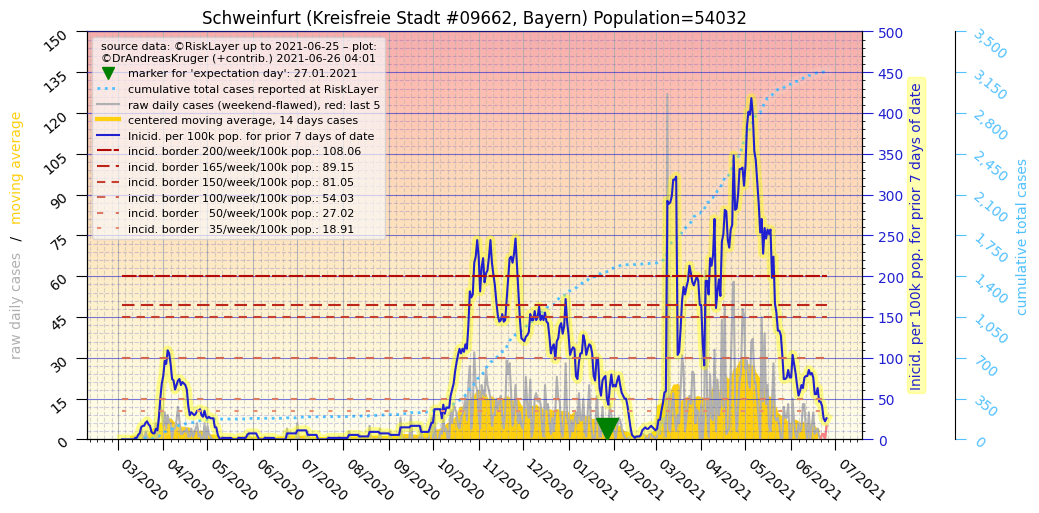 Schweinfurt (Kreisfreie Stadt #09662, Bayern) Population=54032
source data: ©RiskLayer up to 2021-06-25 – plot:
©DrAndreasKruger (+contrib.) 2021-06-26 04:01
marker for 'expectation day': 27.01.2021
cumulative total cases reported at RiskLayer
raw daily cases (weekend-flawed), red: last 5
centered moving average, 14 days cases
Inicid. per 100k pop. for prior 7 days of date
incid. border 200/week/100k pop.: 108.06
incid. border 165/week/100k pop.: 89.15
incid. border 150/week/100k pop.: 81.05
incid. border 100/week/100k pop.: 54.03
incid. border   50/week/100k pop.: 27.02
incid. border   35/week/100k pop.: 18.91
raw daily cases  /  moving average
150
135
120
105
90
75
60
45
30
15
0
03/2020
04/2020
05/2020
06/2020
07/2020
08/2020
09/2020
10/2020
11/2020
12/2020
01/2021
02/2021
03/2021
04/2021
05/2021
06/2021
07/2021
500
450
400
350
300
250
200
150
100
50
0
Inicid. per 100k pop. for prior 7 days of date
3,500
3,150
2,800
2,450
2,100
1,750
1,400
1,050
700
350
0
cumulative total cases